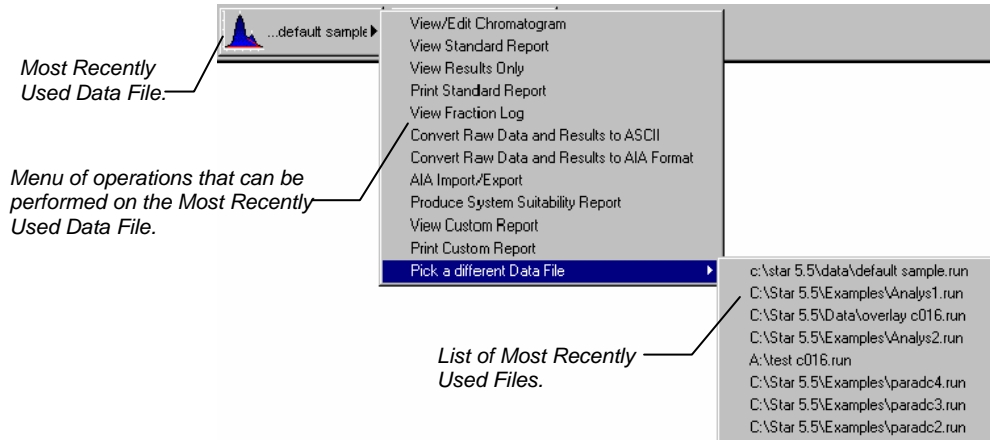 ...default sample
Most Recently
Used Data File.
View/Edit Chromatogram
View Standard Report
View Results Only
Print Standard Report
View Fraction Log
Convert Raw Data and Results to ASCII
Convert Raw Data and Results to AIA Format
AIA Import/Export
Produce System Suitability Report
View Custom Report
Print Custom Report
Pick a different Data File
Menu of operations that can be
performed on the Most Recently
Used Data File.
c:\star 5.5\data\default sample.run
C:\Star 5.5\Examples\Analys1.run
C:\Star 5.5\Data\overlay c016.run
C:\Star 5.5\Examples\Analys2.run
A:\test c016.run
C:\Star 5.5\Examples\paradc4.run
C:\Star 5.5\Examples\paradc3.run
C:\Star 5.5\Examples\paradc2.run
List of Most Recently
Used Files.